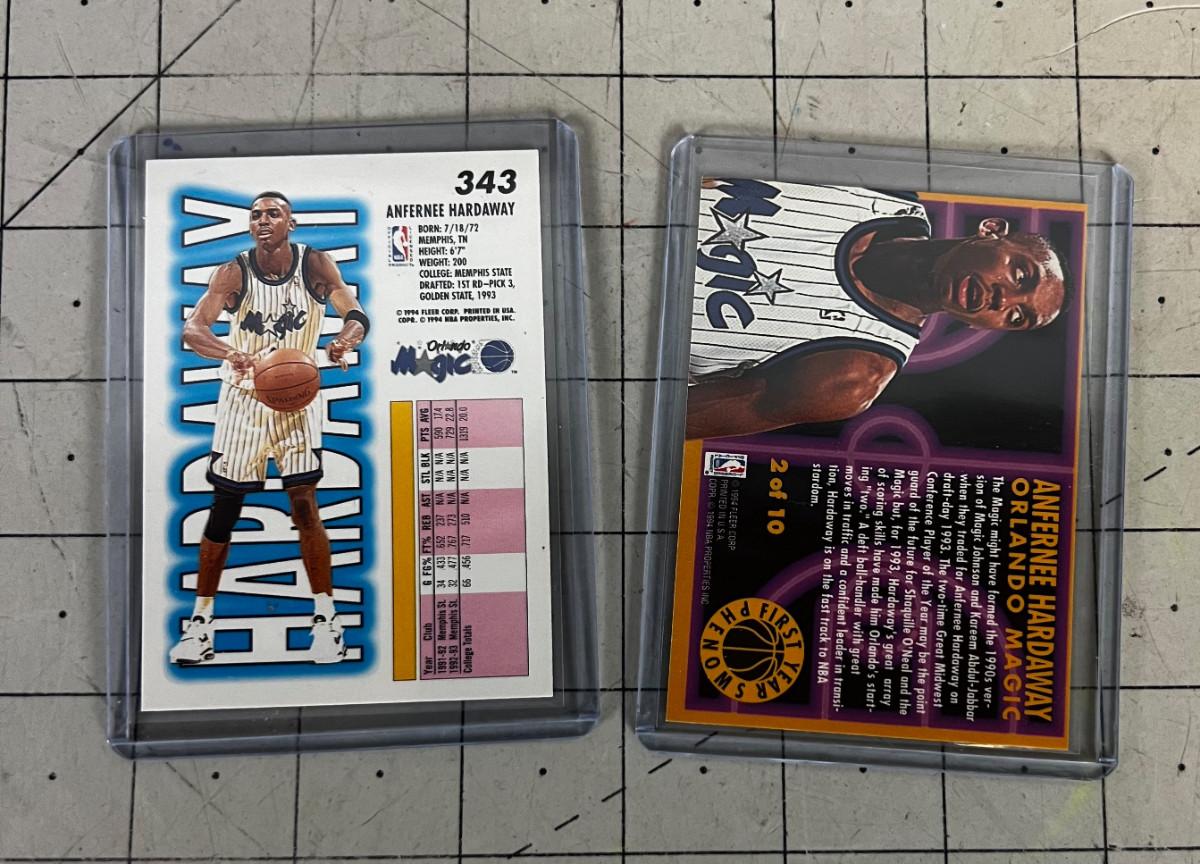 343
ANFERNEE HARDAWAY
BORN: 7/18/72
MEMPHIS, TN
HEIGHT: 6'7"
WEIGHT: 200
COLLEGE: MEMPHIS STATE
DRAFTED: 1ST RD–PICK 3,
GOLDEN STATE, 1993
© 1994 FLEER CORP. PRINTED IN USA.
COPR. © 1994 NBA PROPERTIES, INC.
Orlando
Magic
HARDAWAY
HARDAWAY
Magic
SPALDING
Year Club G FG% FT% REB AST STL BLK PTS AVG
1991-92 Memphis St. 34 .433 .652 237 N/A N/A N/A 590 17.4
1992-93 Memphis St. 32 .477 .767 273 N/A N/A N/A 729 22.8
College Totals 66 .456 .717 510 N/A N/A N/A 1319 20.0
Magic
ANFERNEE HARDAWAY
ORLANDO MAGIC
The Magic might have formed the 1990s ver-
sion of Magic Johnson and Kareem Abdul-Jabbar
when they traded for Anfernee Hardaway on
draft-day 1993. The two-time Great Midwest
Conference Player of the Year may be the point
guard of the future for Shaquille O'Neal and the
Magic but, for 1993, Hardaway's great array
of scoring skills have made him Orlando's start-
ing "two." A deft ball-handler with great
moves in traffic and a confident leader in transi-
tion, Hardaway is on the fast track to NBA
stardom.
2 of 10
© 1994 FLEER CORP.
PRINTED IN U.S.A.
COPR. © 1994 NBA PROPERTIES INC.
FIRST YEAR
PHENOMS